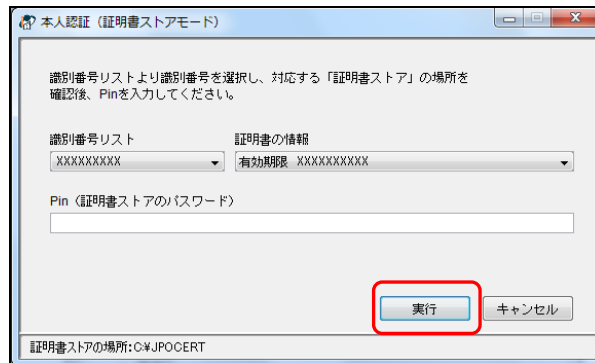 本人認証（証明書ストアモード）
識別番号リストより識別番号を選択し、対応する「証明書ストア」の場所を
確認後、Pinを入力してください。
識別番号リスト 証明書の情報
XXXXXXXXX 有効期限 XXXXXXXXXX
Pin（証明書ストアのパスワード）
実行 キャンセル
証明書ストアの場所:C:¥JPOCERT